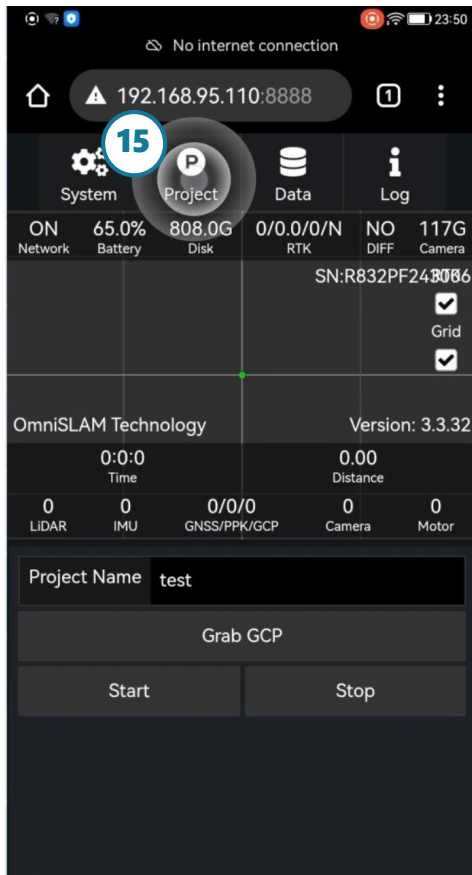 23:50
No internet connection
192.168.95.110:8888
1
15
P
System Project Data Log
ON 65.0% 808.0G 0/0.0/0/N NO 117G
Network Battery Disk RTK DIFF Camera
SN:R832PF243006
RTK
Grid
OmniSLAM Technology Version: 3.3.32
0:0:0 0.00
Time Distance
0 0 0/0/0 0 0
LiDAR IMU GNSS/PPK/GCP Camera Motor
Project Name test
Grab GCP
Start Stop